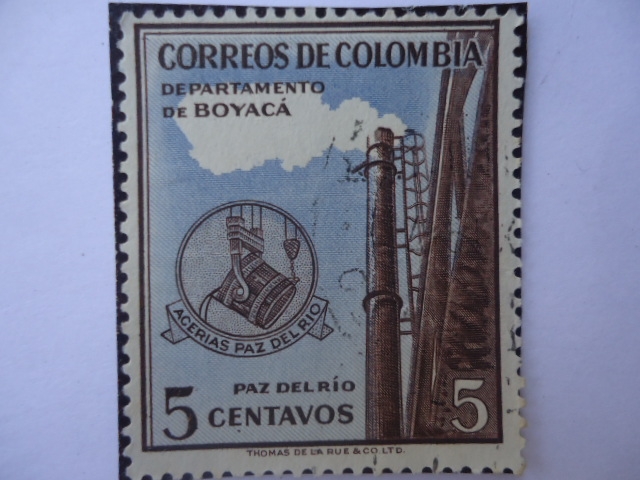 CORREOS DE COLOMBIA
DEPARTAMENTO
DE BOYACÁ
ACERIAS PAZ DEL RIO
PAZ DEL RÍO
5 CENTAVOS 5
THOMAS DE LA RUE & CO. LTD.